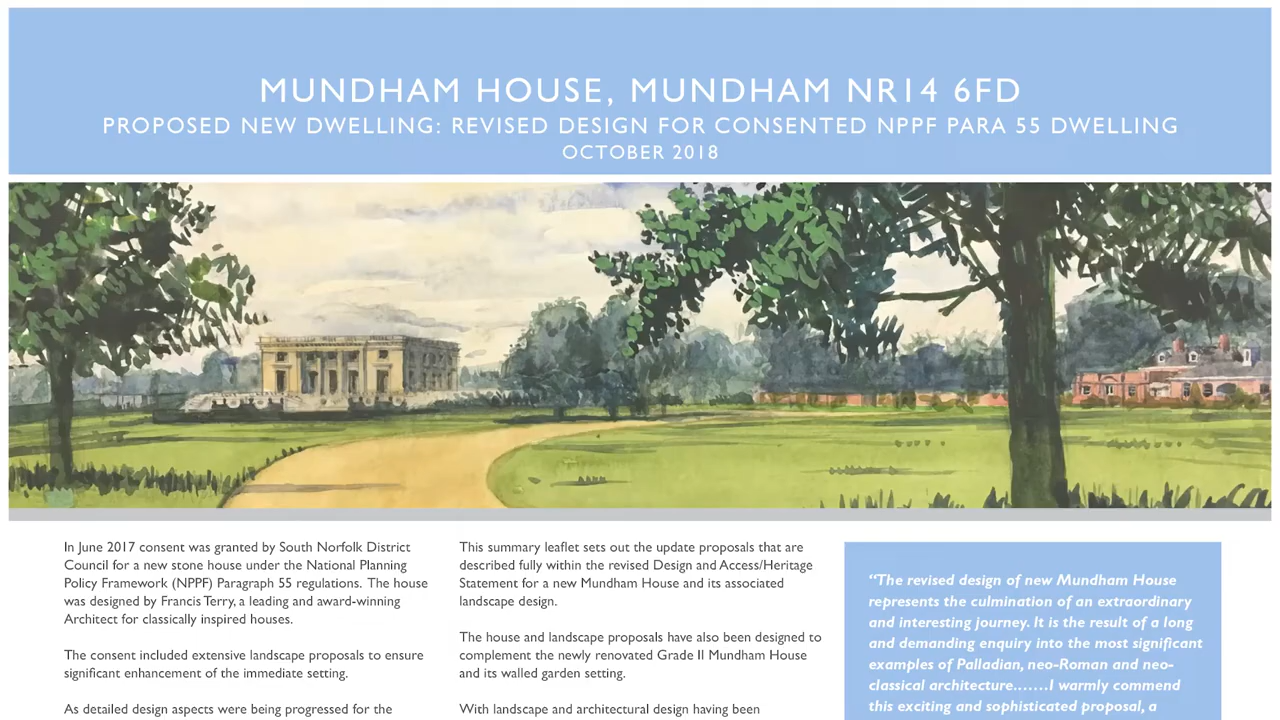 MUNDHAM HOUSE, MUNDHAM NR14 6FD
PROPOSED NEW DWELLING: REVISED DESIGN FOR CONSENTED NPPF PARA 55 DWELLING
OCTOBER 2018
In June 2017 consent was granted by South Norfolk District
Council for a new stone house under the National Planning
Policy Framework (NPPF) Paragraph 55 regulations. The house
was designed by Francis Terry, a leading and award-winning
Architect for classically inspired houses.
The consent included extensive landscape proposals to ensure
significant enhancement of the immediate setting.
As detailed design aspects were being progressed for the
This summary leaflet sets out the update proposals that are
described fully within the revised Design and Access/Heritage
Statement for a new Mundham House and its associated
landscape design.
The house and landscape proposals have also been designed to
complement the newly renovated Grade II Mundham House
and its walled garden setting.
With landscape and architectural design having been
“The revised design of new Mundham House
represents the culmination of an extraordinary
and interesting journey. It is the result of a long
and demanding enquiry into the most significant
examples of Palladian, neo-Roman and neo-
classical architecture.......I warmly commend
this exciting and sophisticated proposal, a